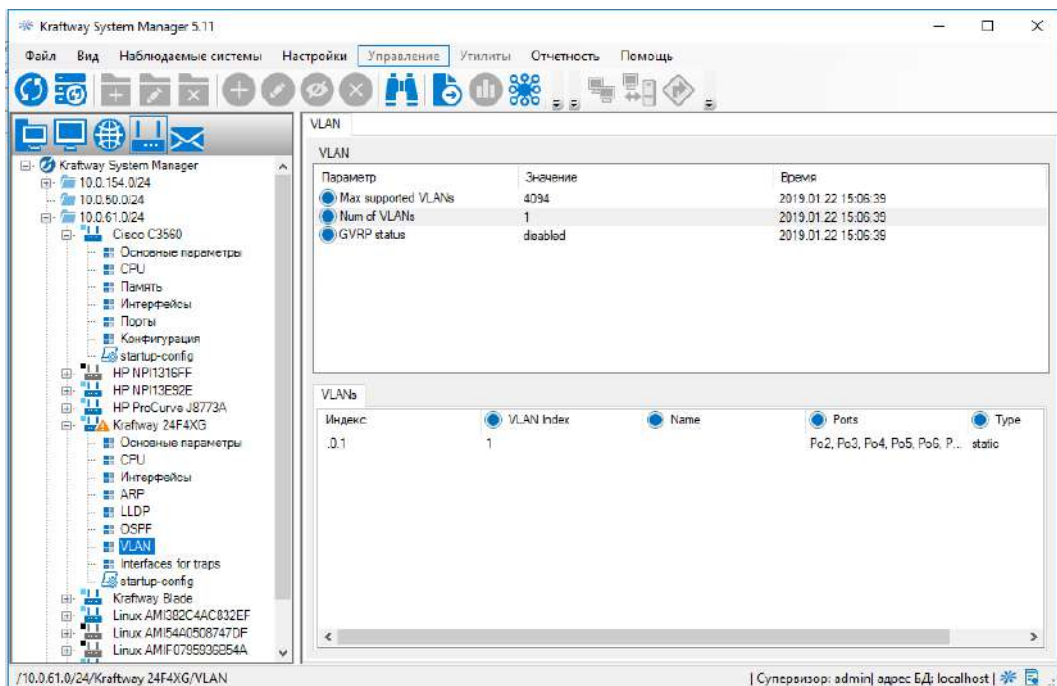 Kraftway System Manager 5.11
Файл Вид Наблюдаемые системы Настройки Управление Утилиты Отчетность Помощь
VLAN
Kraftway System Manager
10.0.154.0/24
10.0.50.0/24
10.0.61.0/24
Cisco C3560
Основные параметры
CPU
Память
Интерфейсы
Порты
Конфигурация
startup-config
HP NPI1316FF
HP NPI13E92E
HP ProCurve J8773A
Kraftway 24F4XG
Основные параметры
CPU
Интерфейсы
ARP
LLDP
OSPF
VLAN
Interfaces for traps
startup-config
Kraftway Blade
Linux AMI382C4AC832EF
Linux AMI54A0508747DF
Linux AMIF0795936B54A
VLAN
Параметр Значение Время
Max supported VLANs 4094 2019.01.22 15:06:39
Num of VLANs 1 2019.01.22 15:06:39
GVRP status disabled 2019.01.22 15:06:39
VLANs
Индекс VLAN Index Name Ports Type
.0.1 1 Po2, Po3, Po4, Po5, Po6, P... static
/10.0.61.0/24/Kraftway 24F4XG/VLAN | Супервизор: admin| адрес БД: localhost |